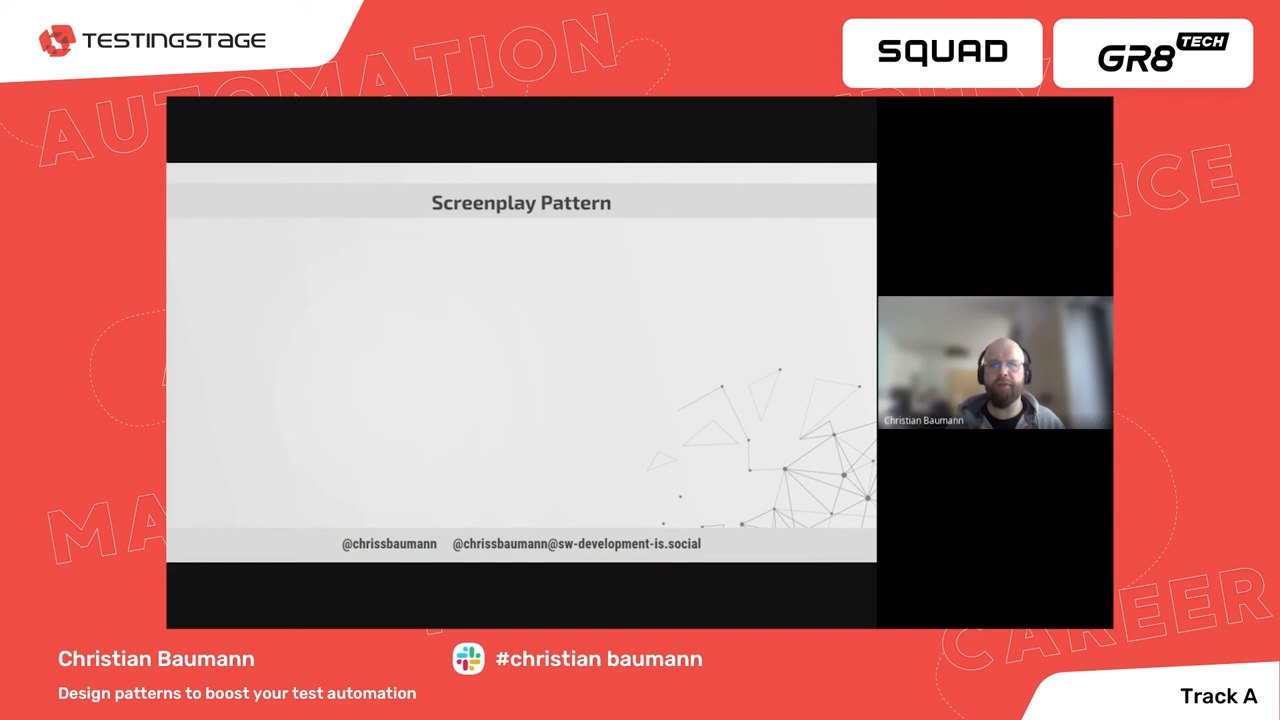 TESTINGSTAGE
SQUAD
GR8 TECH
AUTOMATION
Screenplay Pattern
Christian Baumann
@chrissbaumann @chrissbaumann@sw-development-is.social
CAREER
Christian Baumann
#christian baumann
Design patterns to boost your test automation
Track A